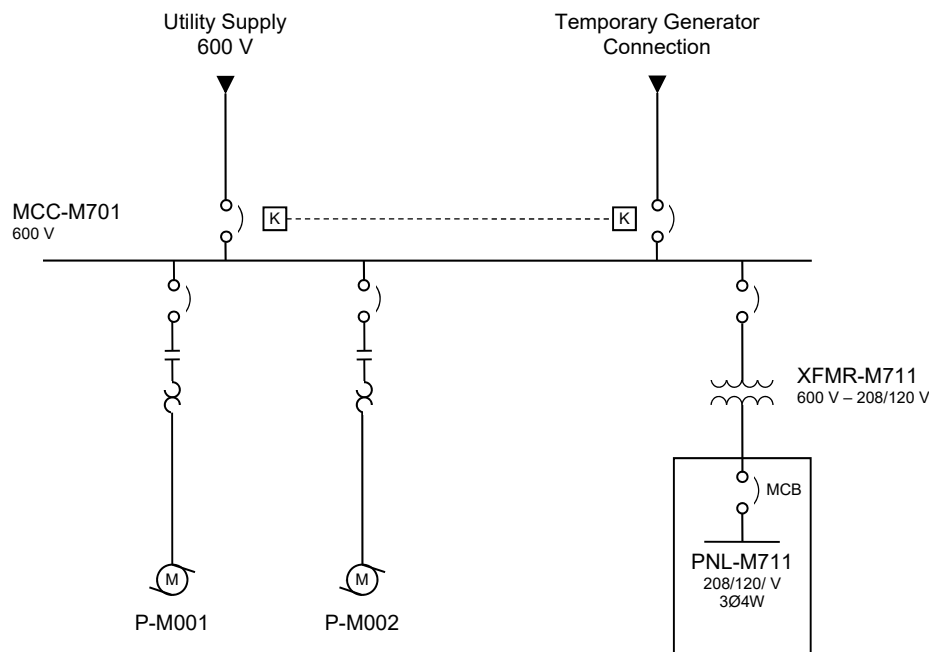 Utility Supply
600 V
Temporary Generator
Connection
MCC-M701
600 V
K
K
XFMR-M711
600 V – 208/120 V
MCB
PNL-M711
208/120/ V
3Ø4W
M
M
P-M001
P-M002